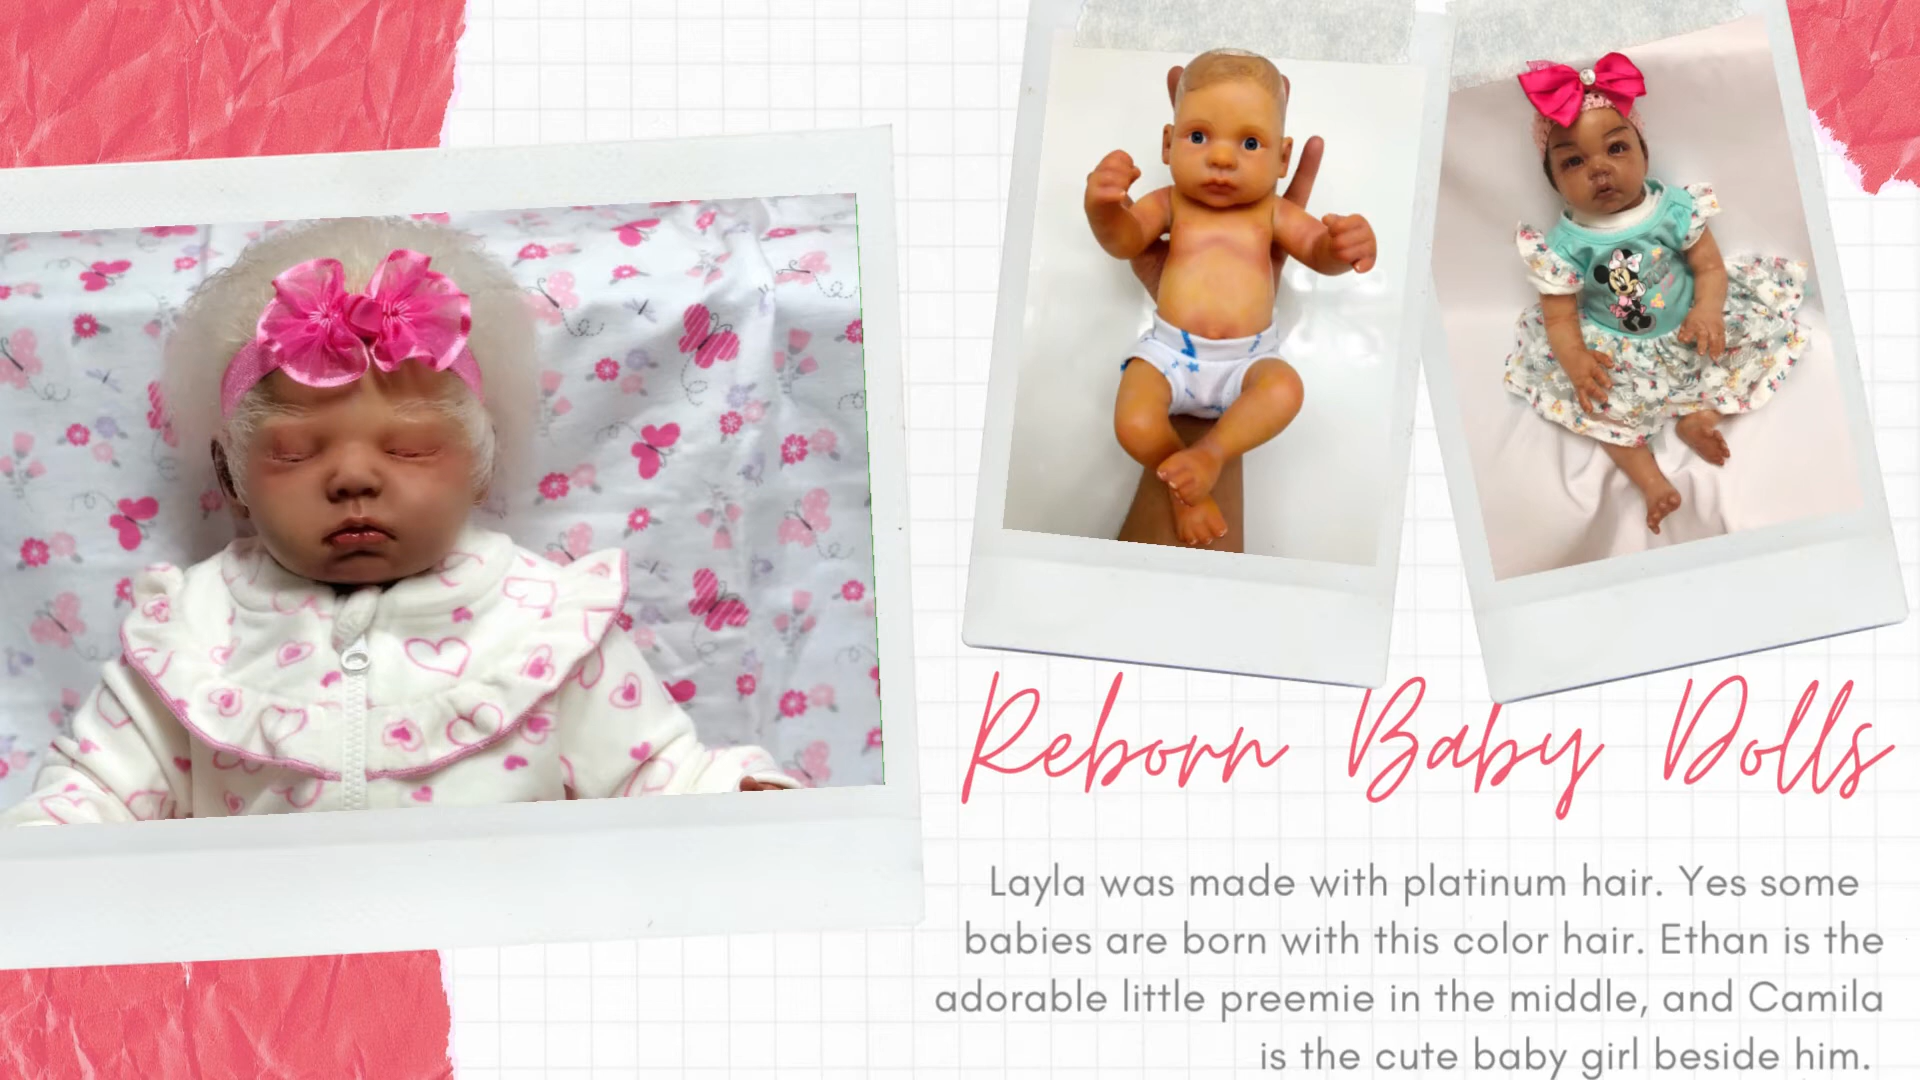 Reborn Baby Dolls
Layla was made with platinum hair. Yes some
babies are born with this color hair. Ethan is the
adorable little preemie in the middle, and Camila
is the cute baby girl beside him.